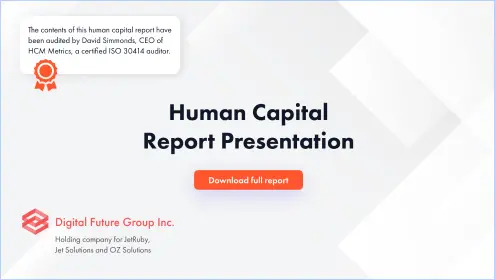 The contents of this human capital report have
been audited by David Simmonds, CEO of
HCM Metrics, a certified ISO 30414 auditor.
Human Capital
Report Presentation
Download full report
Digital Future Group Inc.
Holding company for JetRuby,
Jet Solutions and OZ Solutions